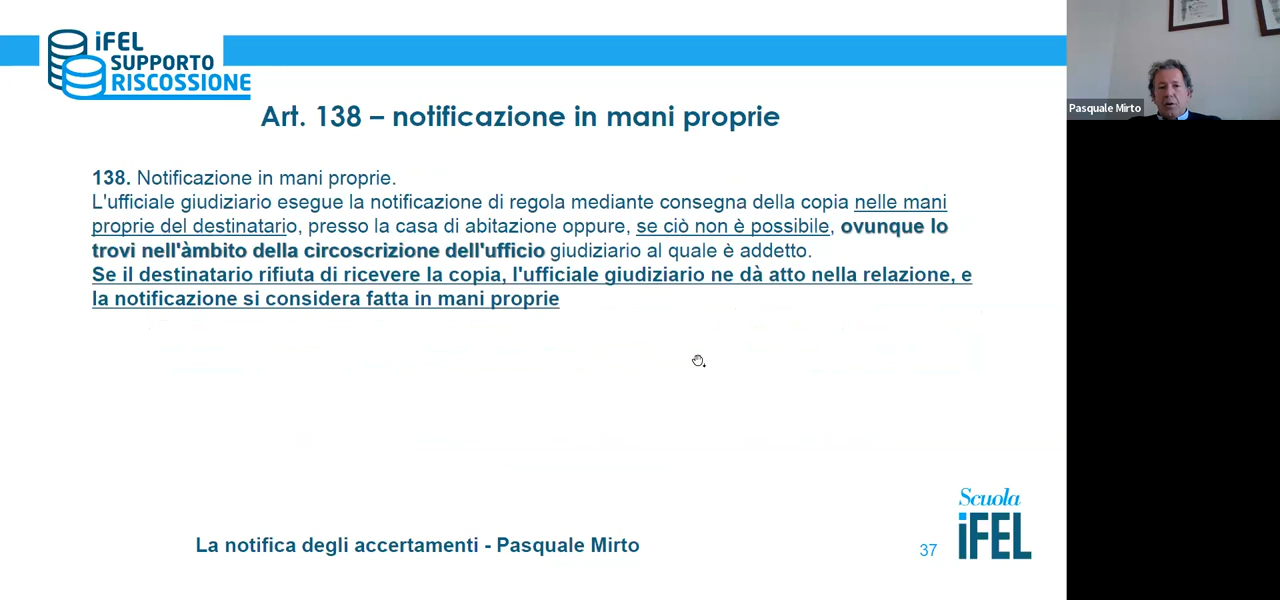 iFEL
SUPPORTO
RISCOSSIONE
Art. 138 – notificazione in mani proprie
138. Notificazione in mani proprie.
L'ufficiale giudiziario esegue la notificazione di regola mediante consegna della copia nelle mani
proprie del destinatario, presso la casa di abitazione oppure, se ciò non è possibile, ovunque lo
trovi nell'àmbito della circoscrizione dell'ufficio giudiziario al quale è addetto.
Se il destinatario rifiuta di ricevere la copia, l'ufficiale giudiziario ne dà atto nella relazione, e
la notificazione si considera fatta in mani proprie
La notifica degli accertamenti - Pasquale Mirto
37
Scuola
iFEL
Pasquale Mirto